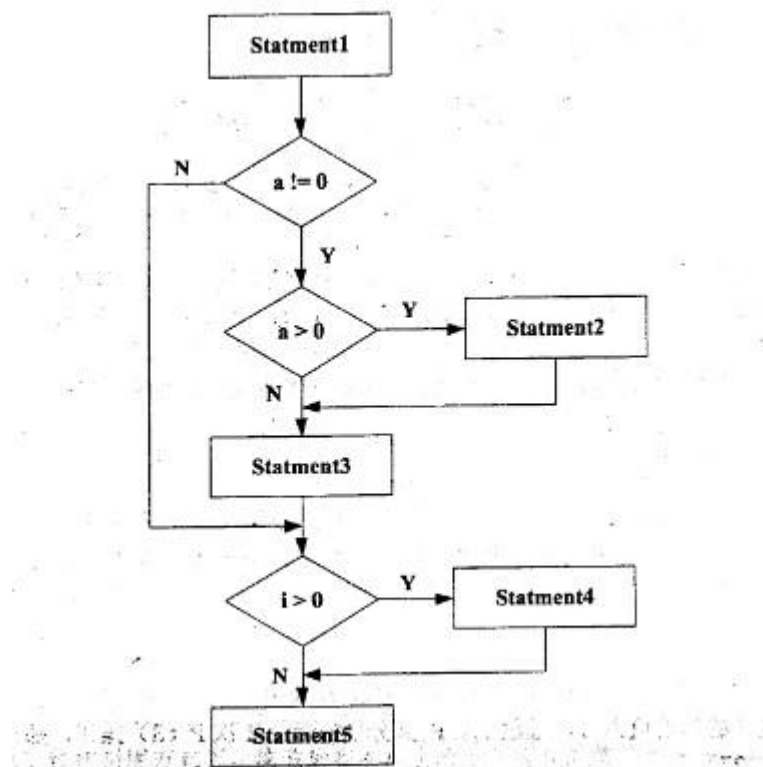 Statment1
N
a != 0
Y
a > 0
Y
Statment2
N
Statment3
i > 0
Y
Statment4
N
Statment5